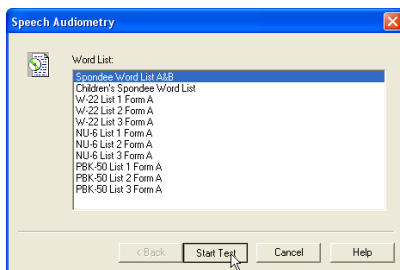 Speech Audiometry
Word List:
Spondee Word List A&B
Children's Spondee Word List
W-22 List 1 Form A
W-22 List 2 Form A
W-22 List 3 Form A
NU-6 List 1 Form A
NU-6 List 2 Form A
NU-6 List 3 Form A
PBK-50 List 1 Form A
PBK-50 List 2 Form A
PBK-50 List 3 Form A
< Back Start Test Cancel Help